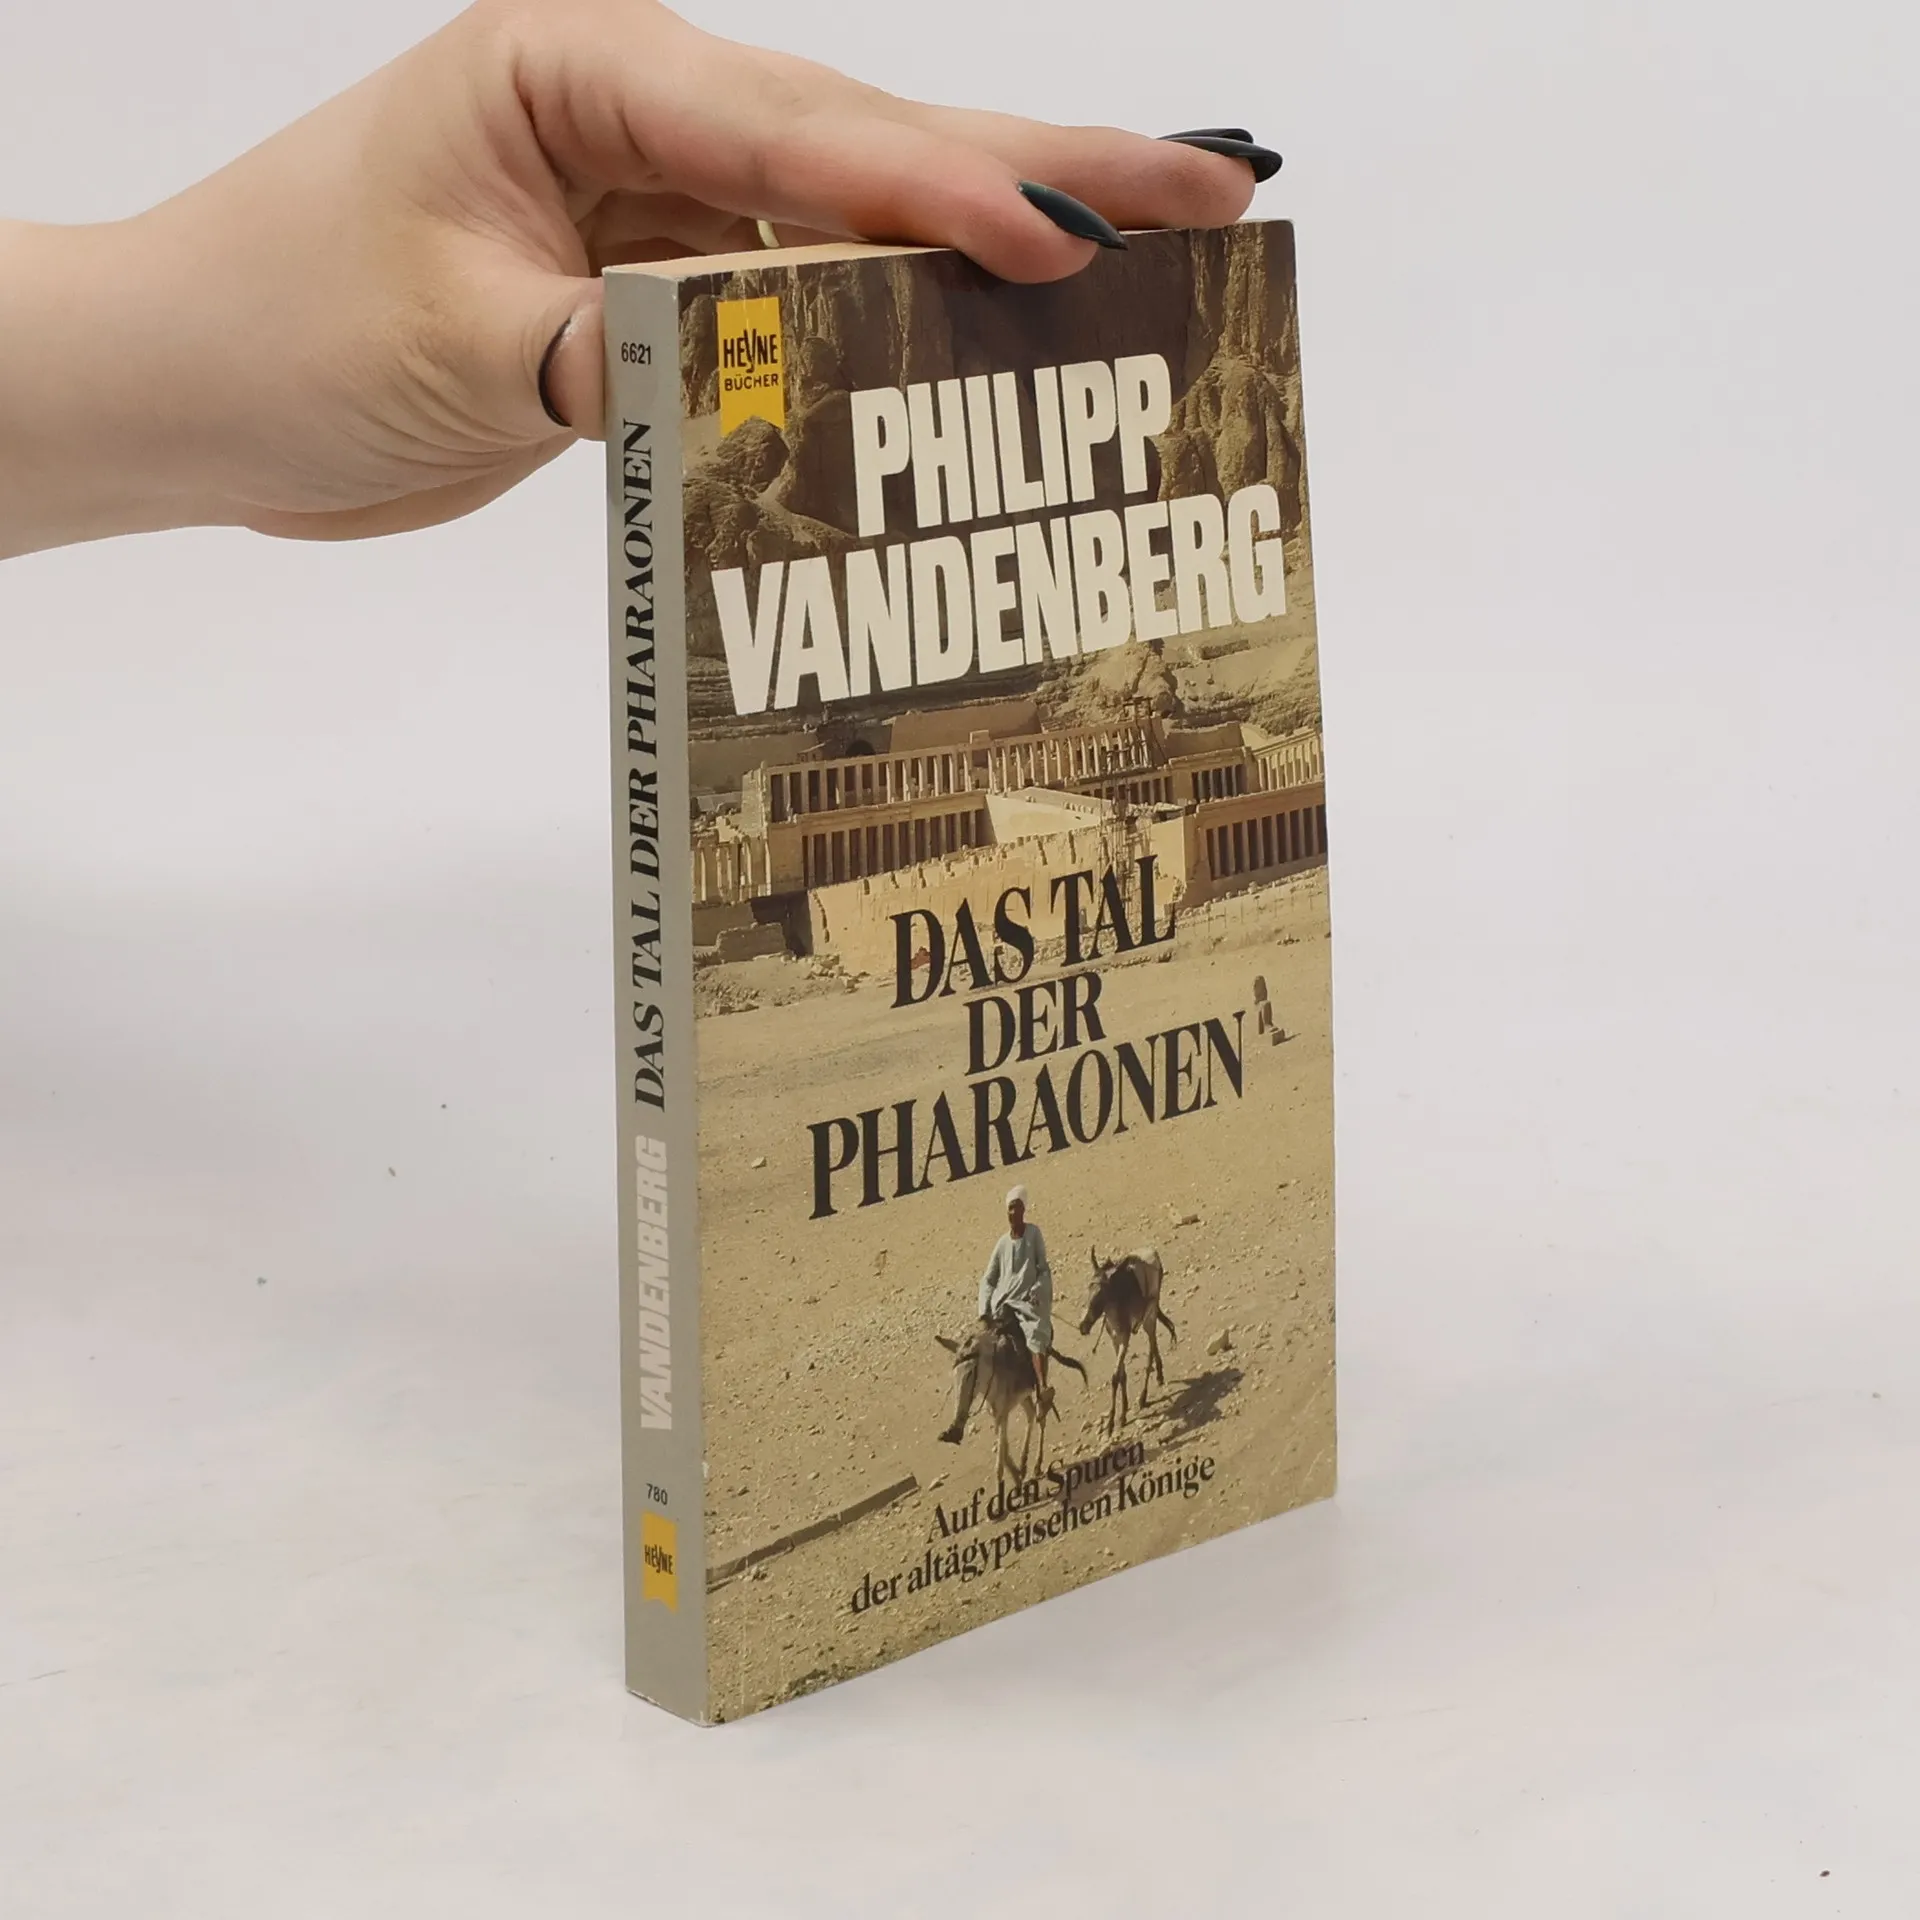 6621
DAS TAL DER PHARAONEN
VANDENBERG
780
HEYNE
HEYNE
BÜCHER
PHILIPP
VANDENBERG
DAS TAL
DER
PHARAONEN
Auf den Spuren
der altägyptischen Könige